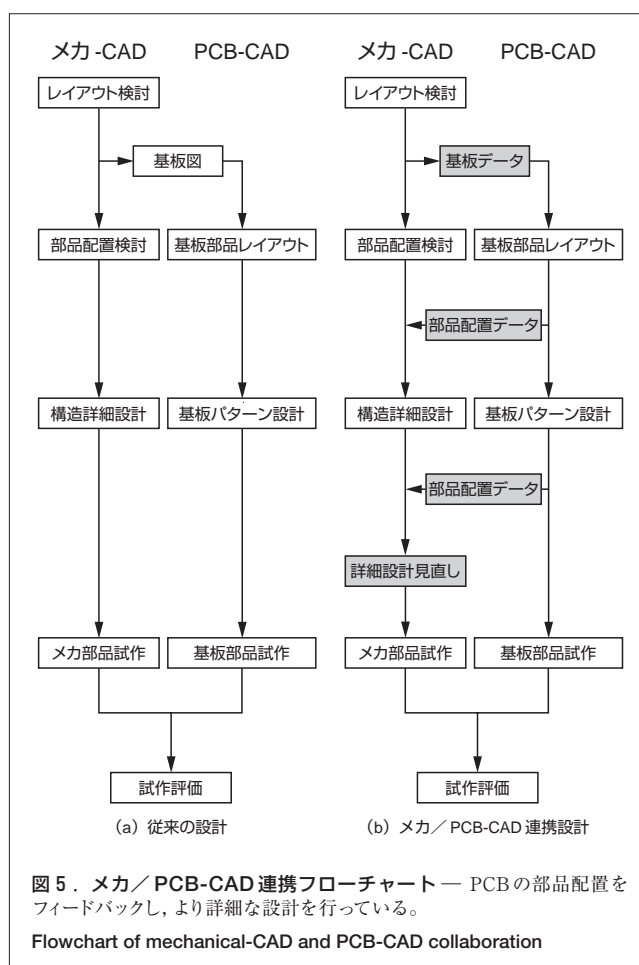 メカ-CAD PCB-CAD
レイアウト検討
基板図
部品配置検討 基板部品レイアウト
構造詳細設計 基板パターン設計
メカ部品試作 基板部品試作
試作評価
(a) 従来の設計
メカ-CAD PCB-CAD
レイアウト検討
基板データ
部品配置検討 基板部品レイアウト
部品配置データ
構造詳細設計 基板パターン設計
部品配置データ
詳細設計見直し
メカ部品試作 基板部品試作
試作評価
(b) メカ/PCB-CAD 連携設計
図5.メカ/PCB-CAD連携フローチャート — PCBの部品配置を
フィードバックし,より詳細な設計を行っている。
Flowchart of mechanical-CAD and PCB-CAD collaboration